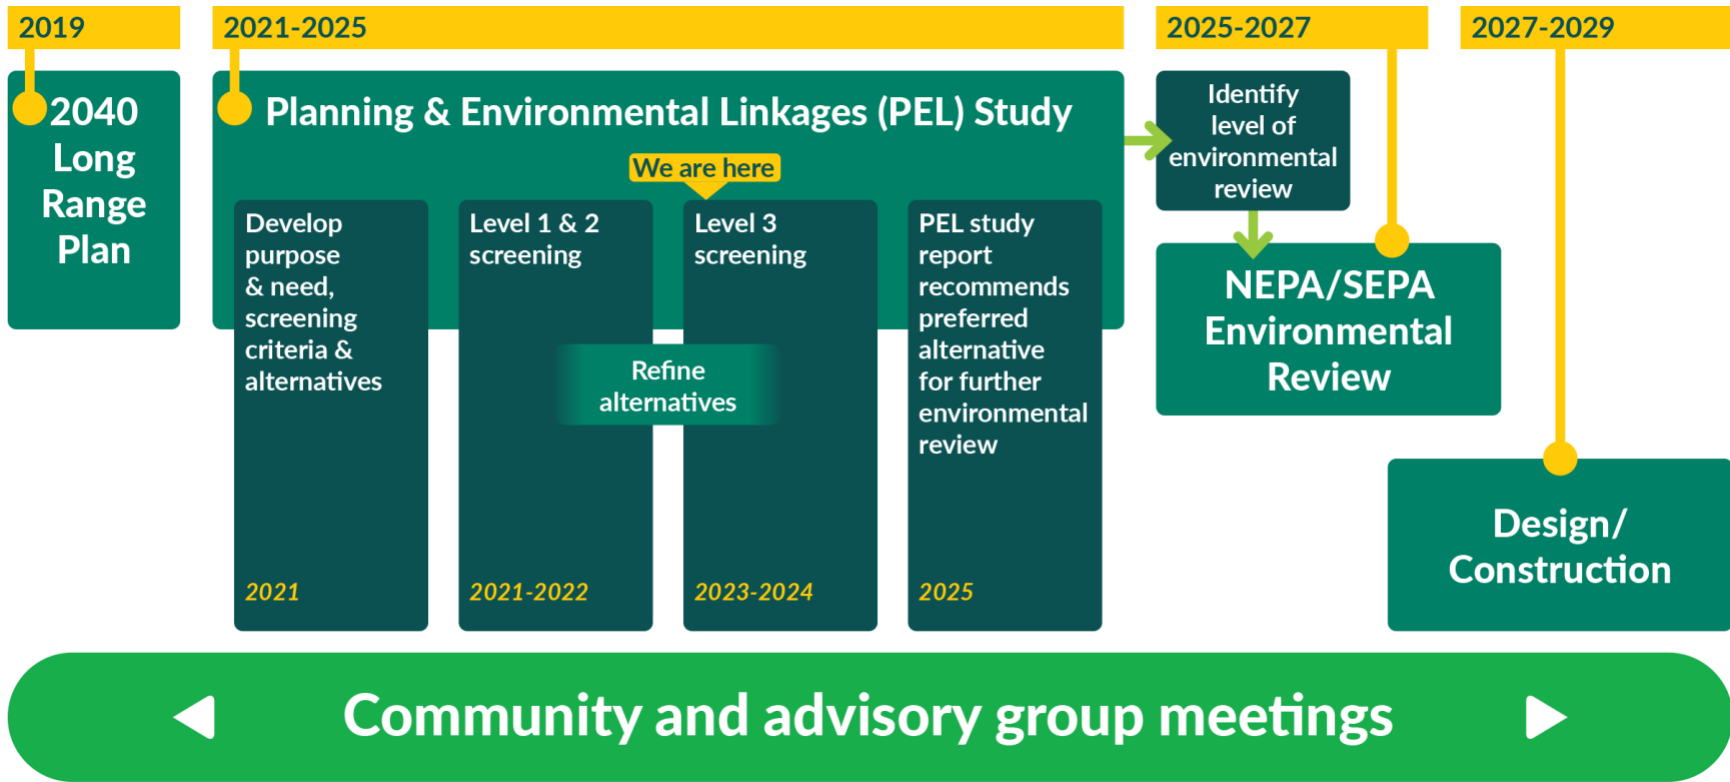 2019
2021-2025
2025-2027
2027-2029
2040
Long
Range
Plan
Planning & Environmental Linkages (PEL) Study
We are here
Develop
purpose
& need,
screening
criteria &
alternatives
2021
Level 1 & 2
screening
2021-2022
Refine
alternatives
Level 3
screening
2023-2024
PEL study
report
recommends
preferred
alternative
for further
environmental
review
2025
Identify
level of
environmental
review
NEPA/SEPA
Environmental
Review
Design/
Construction
Community and advisory group meetings